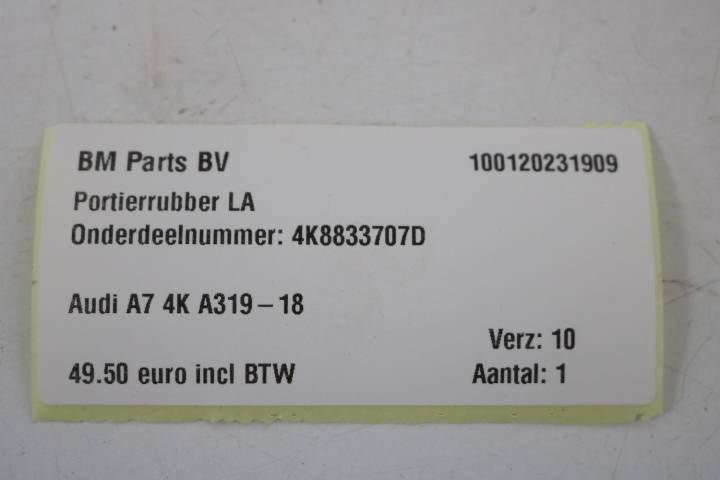 BM Parts BV 100120231909
Portierrubber LA
Onderdeelnummer: 4K8833707D
Audi A7 4K A319-18
Verz: 10
49.50 euro incl BTW Aantal: 1